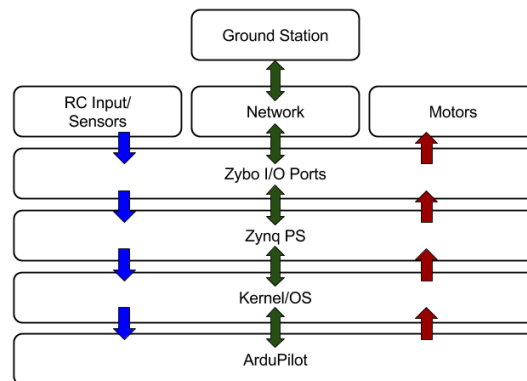 Ground Station
RC Input/
Sensors
Network
Motors
Zybo I/O Ports
Zynq PS
Kernel/OS
ArduPilot